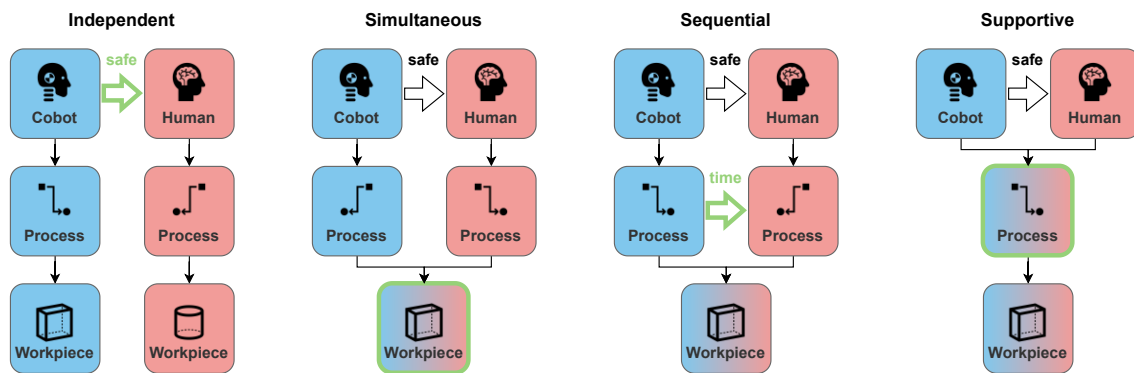 Independent
Simultaneous
Sequential
Supportive
safe
safe
safe
safe
Cobot
Human
Cobot
Human
Cobot
Human
Cobot
Human
time
Process
Process
Process
Process
Process
Process
Process
Workpiece
Workpiece
Workpiece
Workpiece
Workpiece